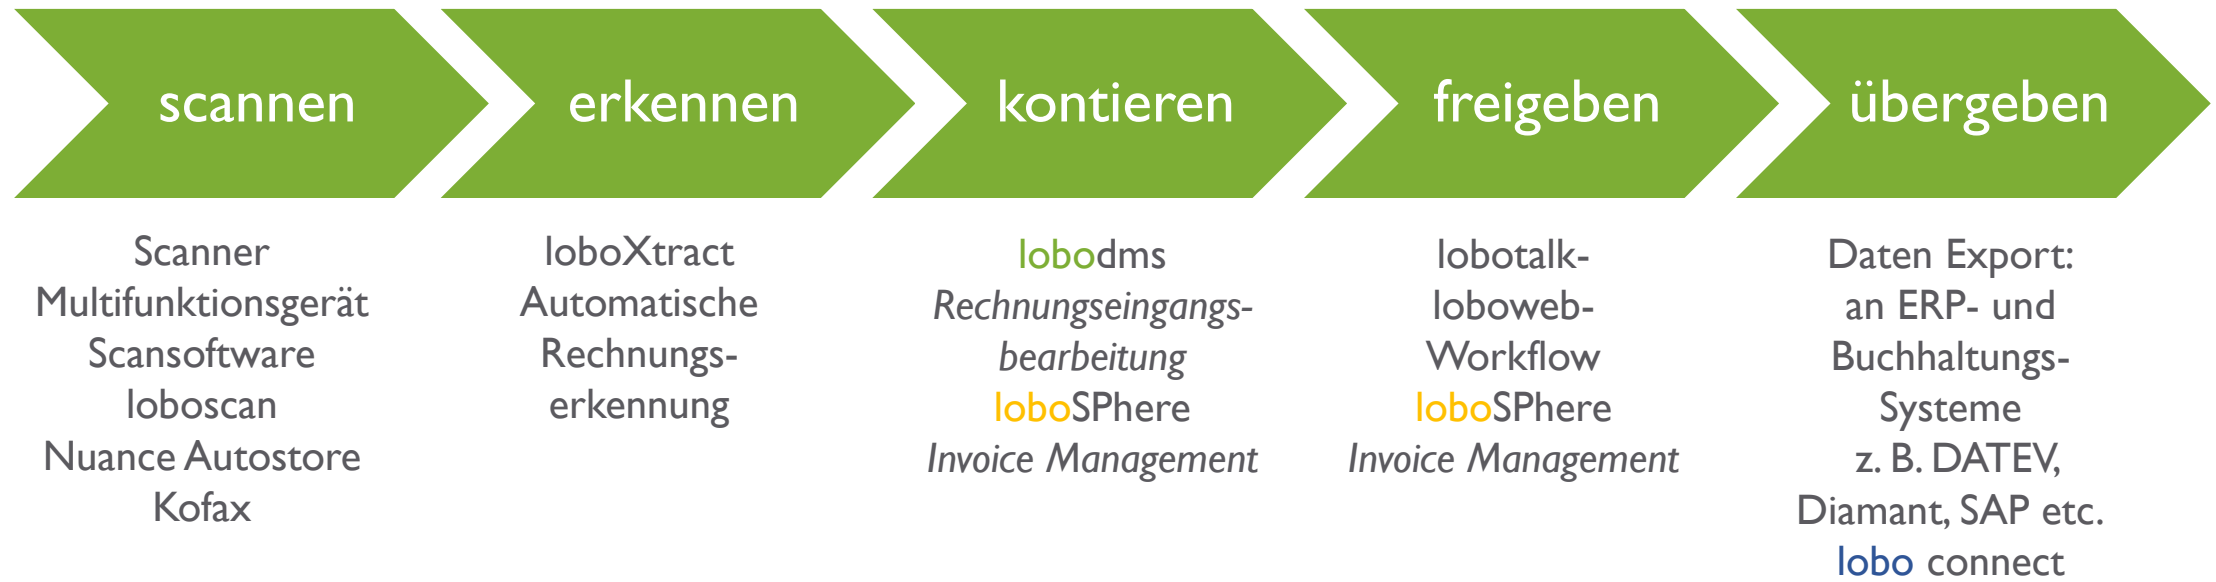 scannen
erkennen
kontieren
freigeben
übergeben
Scanner
Multifunktionsgerät
Scansoftware
loboscan
Nuance Autostore
Kofax
loboXtract
Automatische
Rechnungs-
erkennung
lobodms
Rechnungseingangs-
bearbeitung
loboSPhere
Invoice Management
lobotalk-
loboweb-
Workflow
loboSPhere
Invoice Management
Daten Export:
an ERP- und
Buchhaltungs-
Systeme
z. B. DATEV,
Diamant, SAP etc.
lobo connect